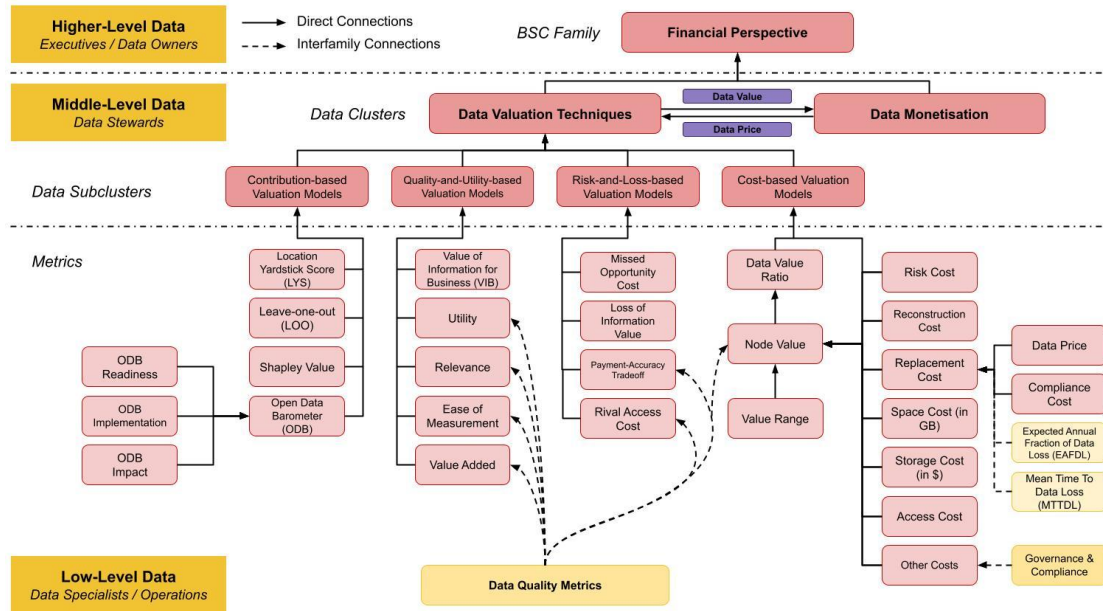 Higher-Level Data
Executives / Data Owners
Direct Connections
Interfamily Connections
BSC Family
Financial Perspective
Middle-Level Data
Data Stewards
Data Clusters
Data Valuation Techniques
Data Value
Data Price
Data Monetisation
Data Subclusters
Contribution-based
Valuation Models
Quality-and-Utility-based
Valuation Models
Risk-and-Loss-based
Valuation Models
Cost-based Valuation
Models
Metrics
Location
Yardstick Score
(LYS)
Leave-one-out
(LOO)
Shapley Value
Open Data
Barometer
(ODB)
ODB
Readiness
ODB
Implementation
ODB
Impact
Value of
Information for
Business (VIB)
Utility
Relevance
Ease of
Measurement
Value Added
Missed
Opportunity
Cost
Loss of
Information
Value
Payment-Accuracy
Tradeoff
Rival Access
Cost
Data Value
Ratio
Node Value
Value Range
Risk Cost
Reconstruction
Cost
Replacement
Cost
Space Cost (in
GB)
Storage Cost
(in $)
Access Cost
Other Costs
Data Price
Compliance
Cost
Expected Annual
Fraction of Data
Loss (EAFDL)
Mean Time To
Data Loss
(MTTDL)
Governance &
Compliance
Low-Level Data
Data Specialists / Operations
Data Quality Metrics